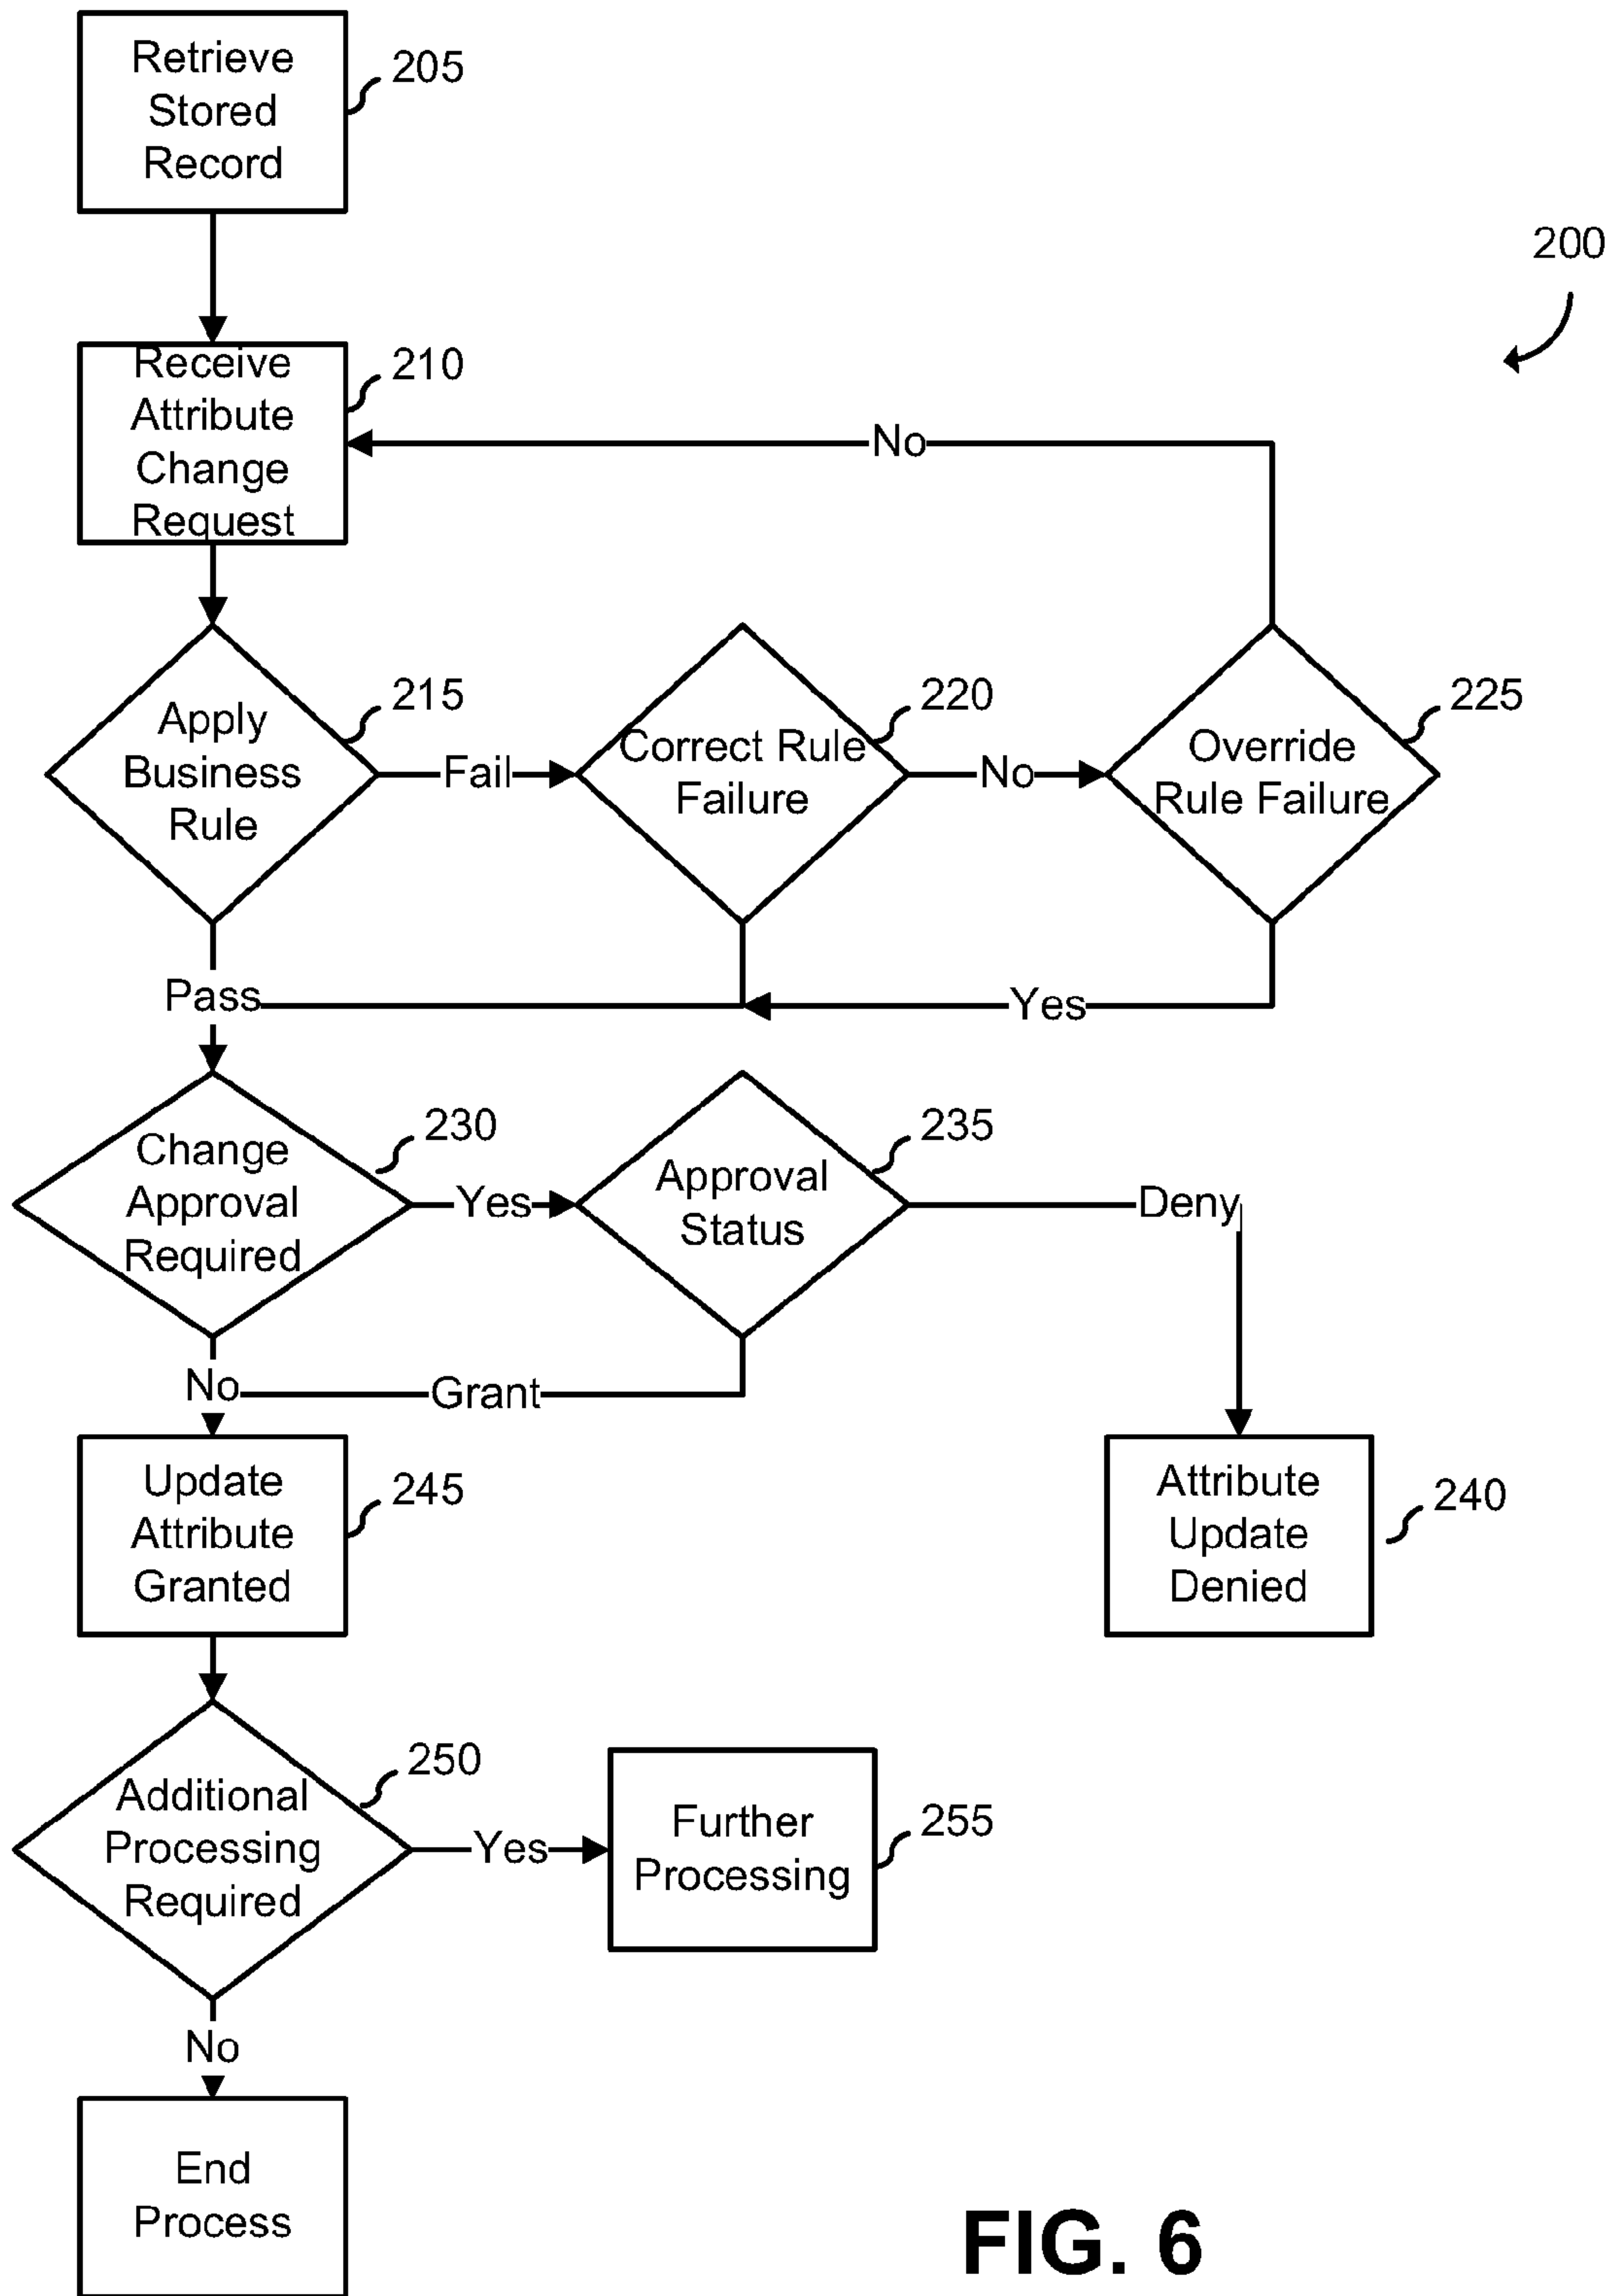 Retrieve
Stored
Record
205
200
Receive
Attribute
Change
Request
210
No
Apply
Business
Rule
215
Fail
Correct Rule
Failure
220
No
Override
Rule Failure
225
Pass
Yes
Change
Approval
Required
230
Yes
Approval
Status
235
Deny
No
Grant
Update
Attribute
Granted
245
Attribute
Update
Denied
240
Additional
Processing
Required
250
Yes
Further
Processing
255
No
End
Process
FIG. 6